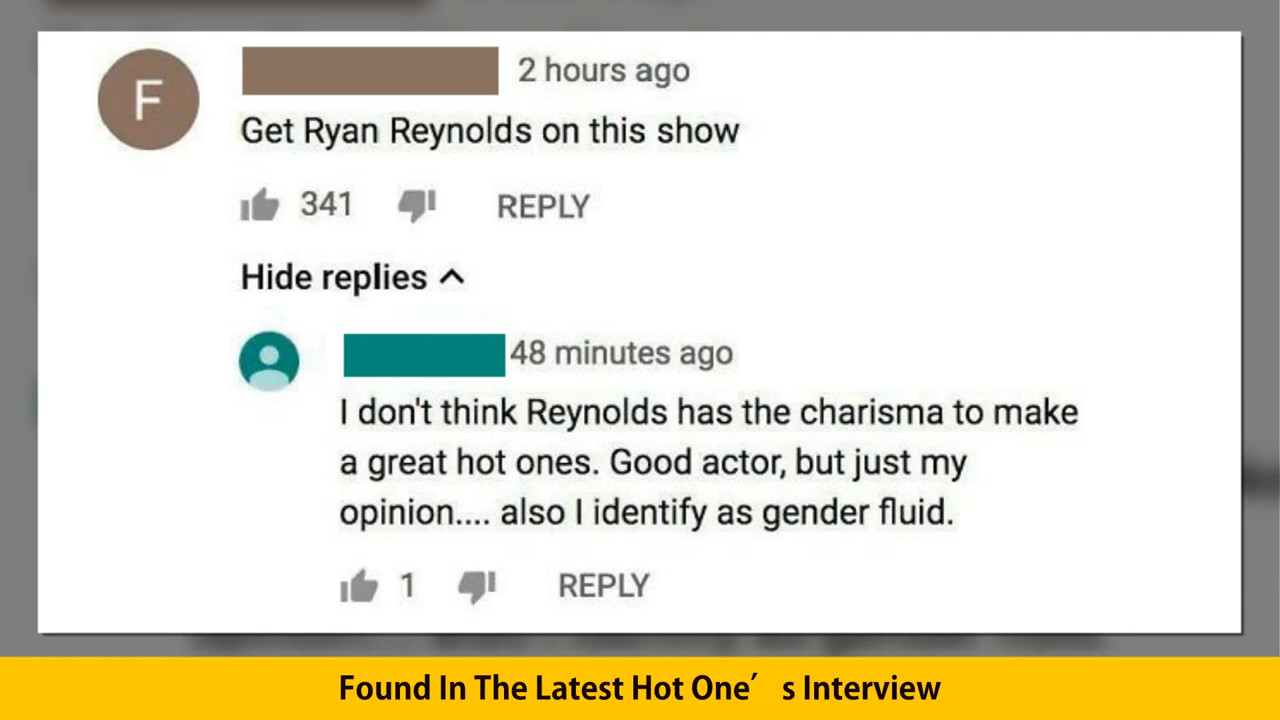 F
2 hours ago
Get Ryan Reynolds on this show
341
REPLY
Hide replies
48 minutes ago
I don't think Reynolds has the charisma to make
a great hot ones. Good actor, but just my
opinion.... also I identify as gender fluid.
1
REPLY
Found In The Latest Hot One′ s Interview